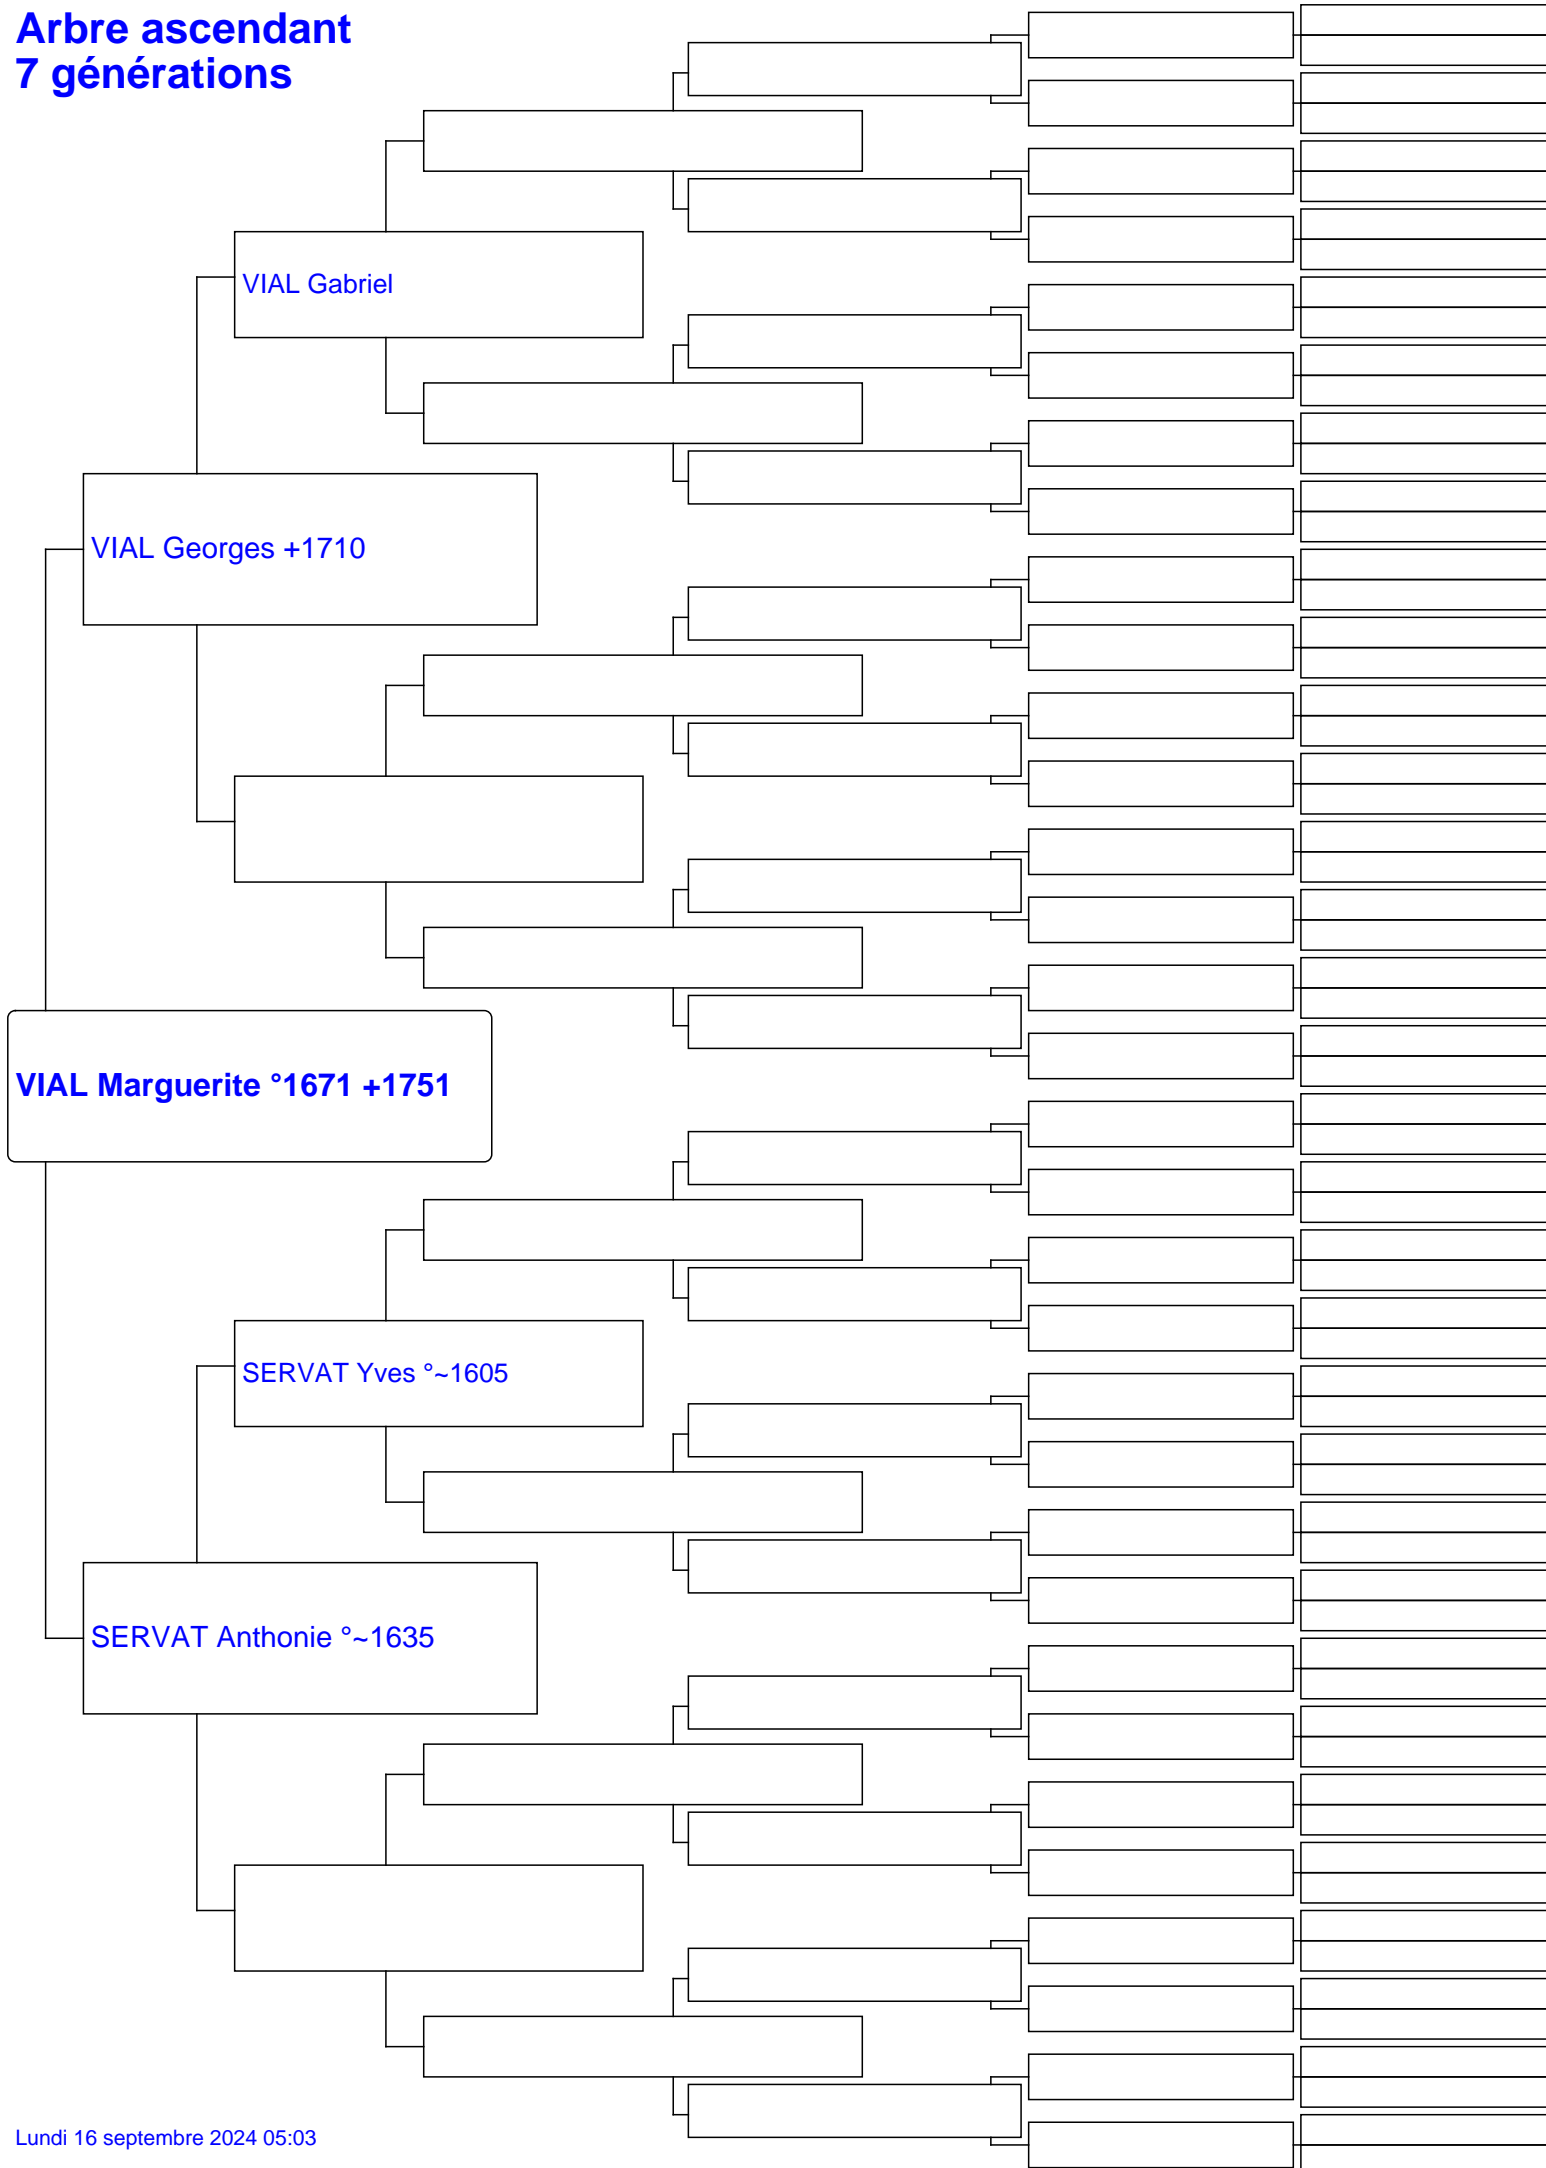 Arbre ascendant
7 générations
VIAL Gabriel
VIAL Georges +1710
VIAL Marguerite °1671 +1751
SERVAT Yves °~1605
SERVAT Anthonie °~1635
Lundi 16 septembre 2024 05:03